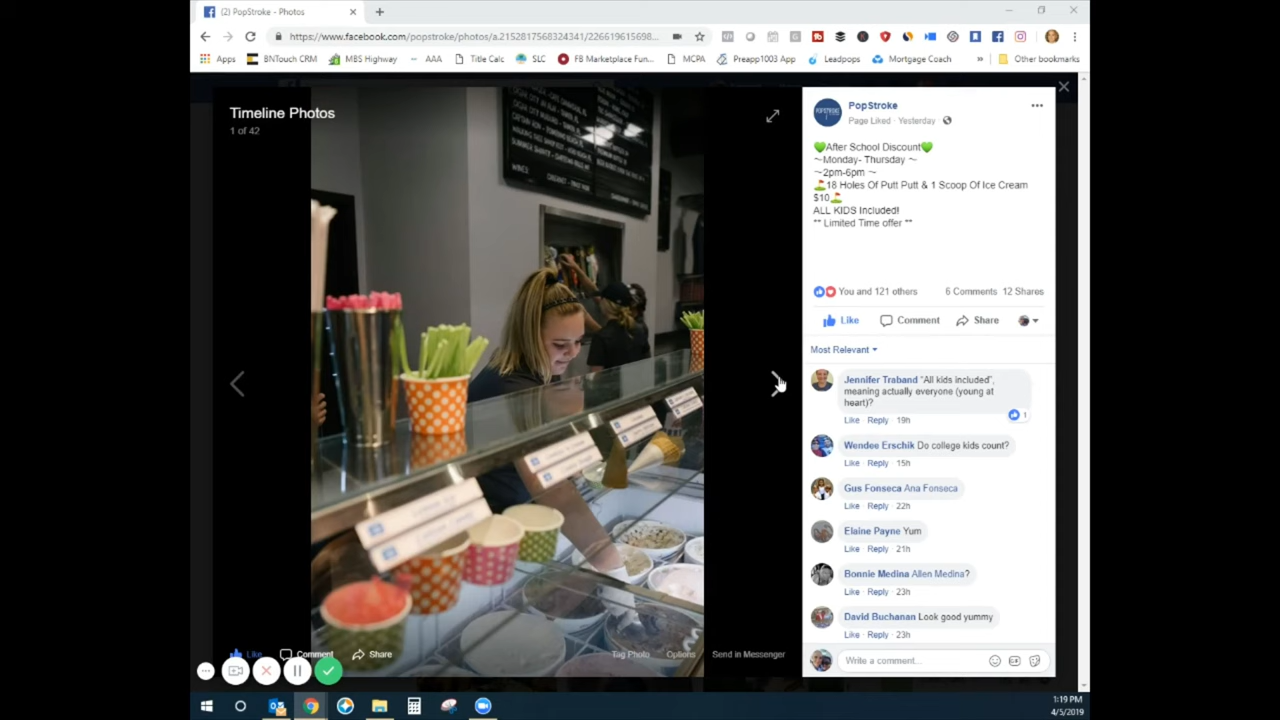 (2) PopStroke - Photos
https://www.facebook.com/popstroke/photos/a.2152817568324341/226619615698...
Apps
BNTouch CRM
MBS Highway
AAA
Title Calc
SLC
FB Marketplace Fun...
MCPA
Preapp1003 App
Leadpops
Mortgage Coach
»
Other bookmarks
Timeline Photos
1 of 42
WINES
Like
Comment
Share
Tag Photo
Options
Send in Messenger
PopStroke
Page Liked · Yesterday ·
After School Discount
~Monday- Thursday ~
~2pm-6pm ~
18 Holes Of Putt Putt & 1 Scoop Of Ice Cream
$10
ALL KIDS Included!
** Limited Time offer **
You and 121 others
6 Comments 12 Shares
Like
Comment
Share
Most Relevant
Jennifer Traband "All kids included",
meaning actually everyone (young at
heart)?
1
Like · Reply · 19h
Wendee Erschik Do college kids count?
Like · Reply · 15h
Gus Fonseca Ana Fonseca
Like · Reply · 22h
Elaine Payne Yum
Like · Reply · 21h
Bonnie Medina Allen Medina?
Like · Reply · 23h
David Buchanan Look good yummy
Like · Reply · 23h
Write a comment...
GIF
1:19 PM
4/5/2019